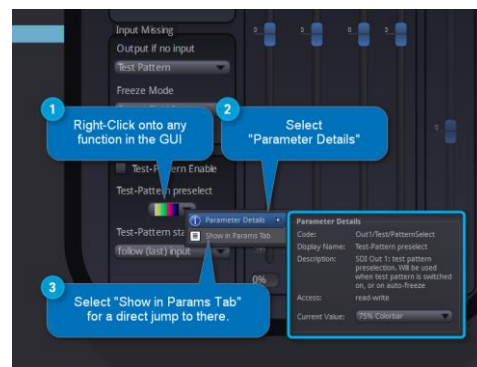 Input Missing
Output if no input
Test Pattern
Freeze Mode
1
Right-Click onto any
function in the GUI
2
Select
"Parameter Details"
Test-Pattern Enable
Test-Pattern preselect
Parameter Details
Show in Params Tab
Test-Pattern sta
follow (last) input
0%
3
Select "Show in Params Tab"
for a direct jump to there.
Parameter Details
Code: Out1/Test/PatternSelect
Display Name: Test-Pattern preselect
Description: SDI Out 1: test pattern
preselection. Will be used
when test pattern is switched
on, or on auto-freeze
Access: read-write
Current Value: 75% Colorbar